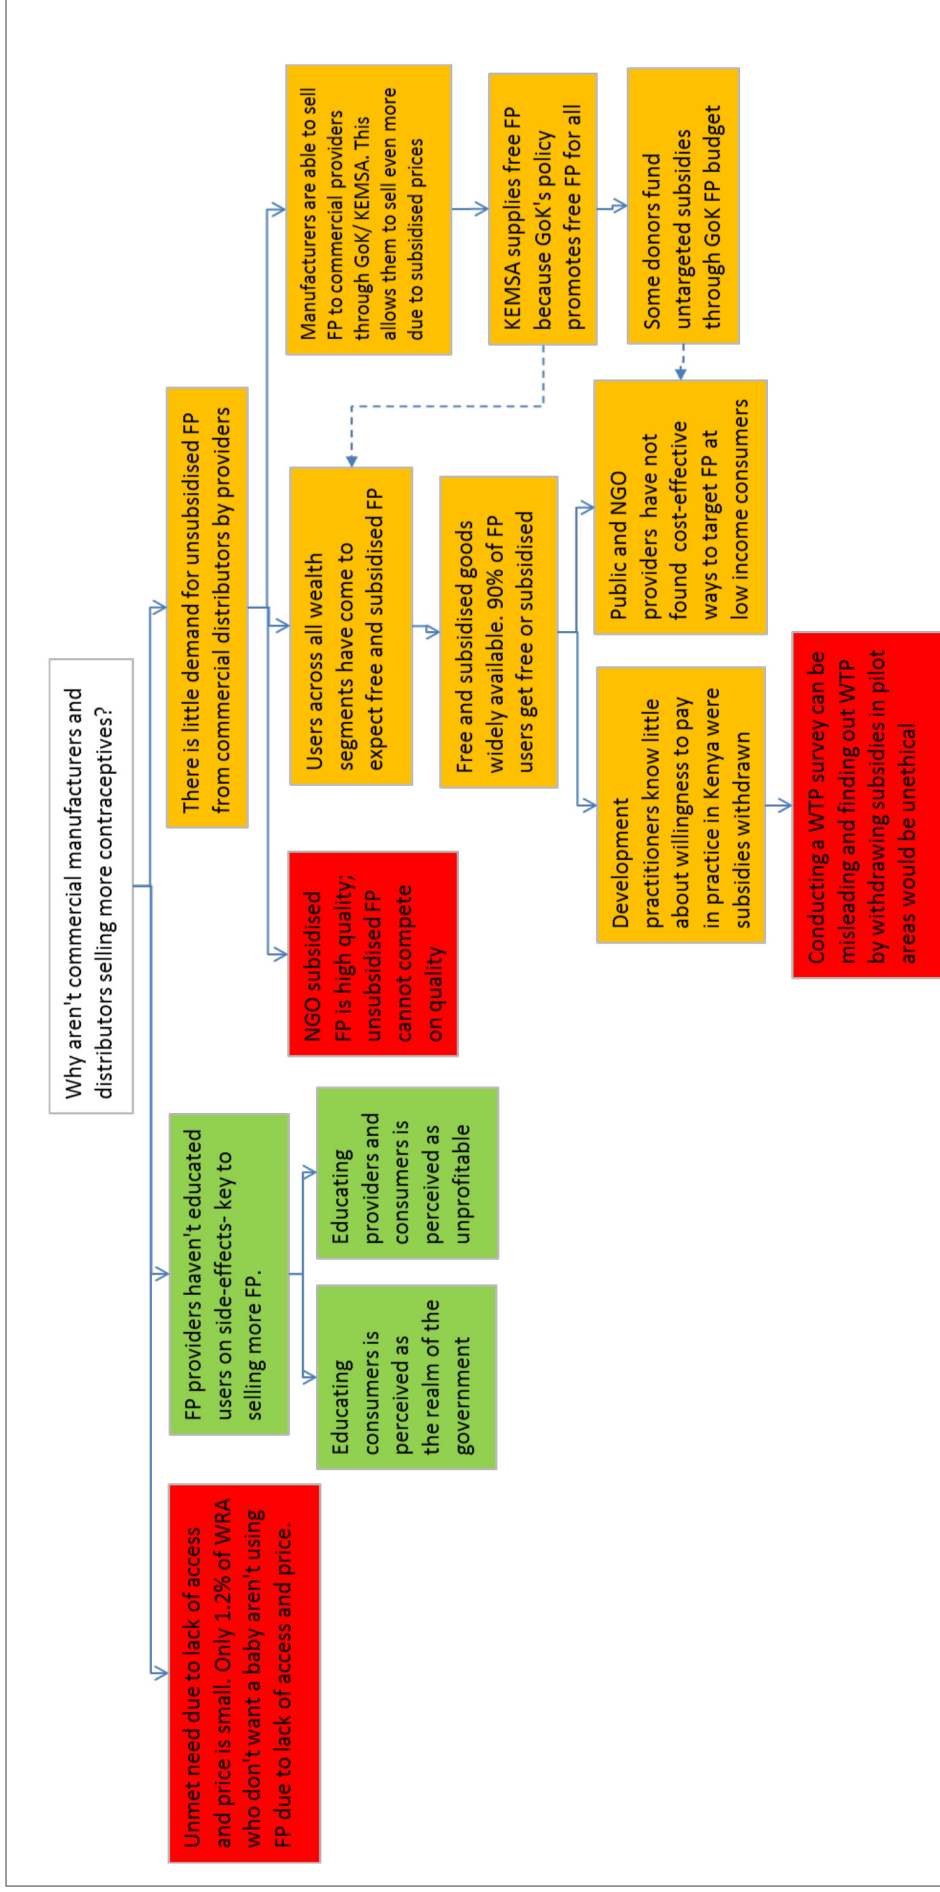 Why aren't commercial manufacturers and
distributors selling more contraceptives?
Unmet need due to lack of access
and price is small. Only 1.2% of WRA
who don't want a baby aren't using
FP due to lack of access and price.
FP providers haven't educated
users on side-effects- key to
selling more FP.
There is little demand for unsubsidised FP
from commercial distributors by providers
Educating
consumers is
perceived as
the realm of the
government
Educating
providers and
consumers is
perceived as
unprofitable
NGO subsidised
FP is high quality;
unsubsidised FP
cannot compete
on quality
Users across all wealth
segments have come to
expect free and subsidised FP
Manufacturers are able to sell
FP to commercial providers
through GoK/ KEMSA. This
allows them to sell even more
due to subsidised prices
Free and subsidised goods
widely available. 90% of FP
users get free or subsidised
KEMSA supplies free FP
because GoK's policy
promotes free FP for all
Development
practitioners know little
about willingness to pay
in practice in Kenya were
subsidies withdrawn
Public and NGO
providers have not
found cost-effective
ways to target FP at
low income consumers
Some donors fund
untargeted subsidies
through GoK FP budget
Conducting a WTP survey can be
misleading and finding out WTP
by withdrawing subsidies in pilot
areas would be unethical